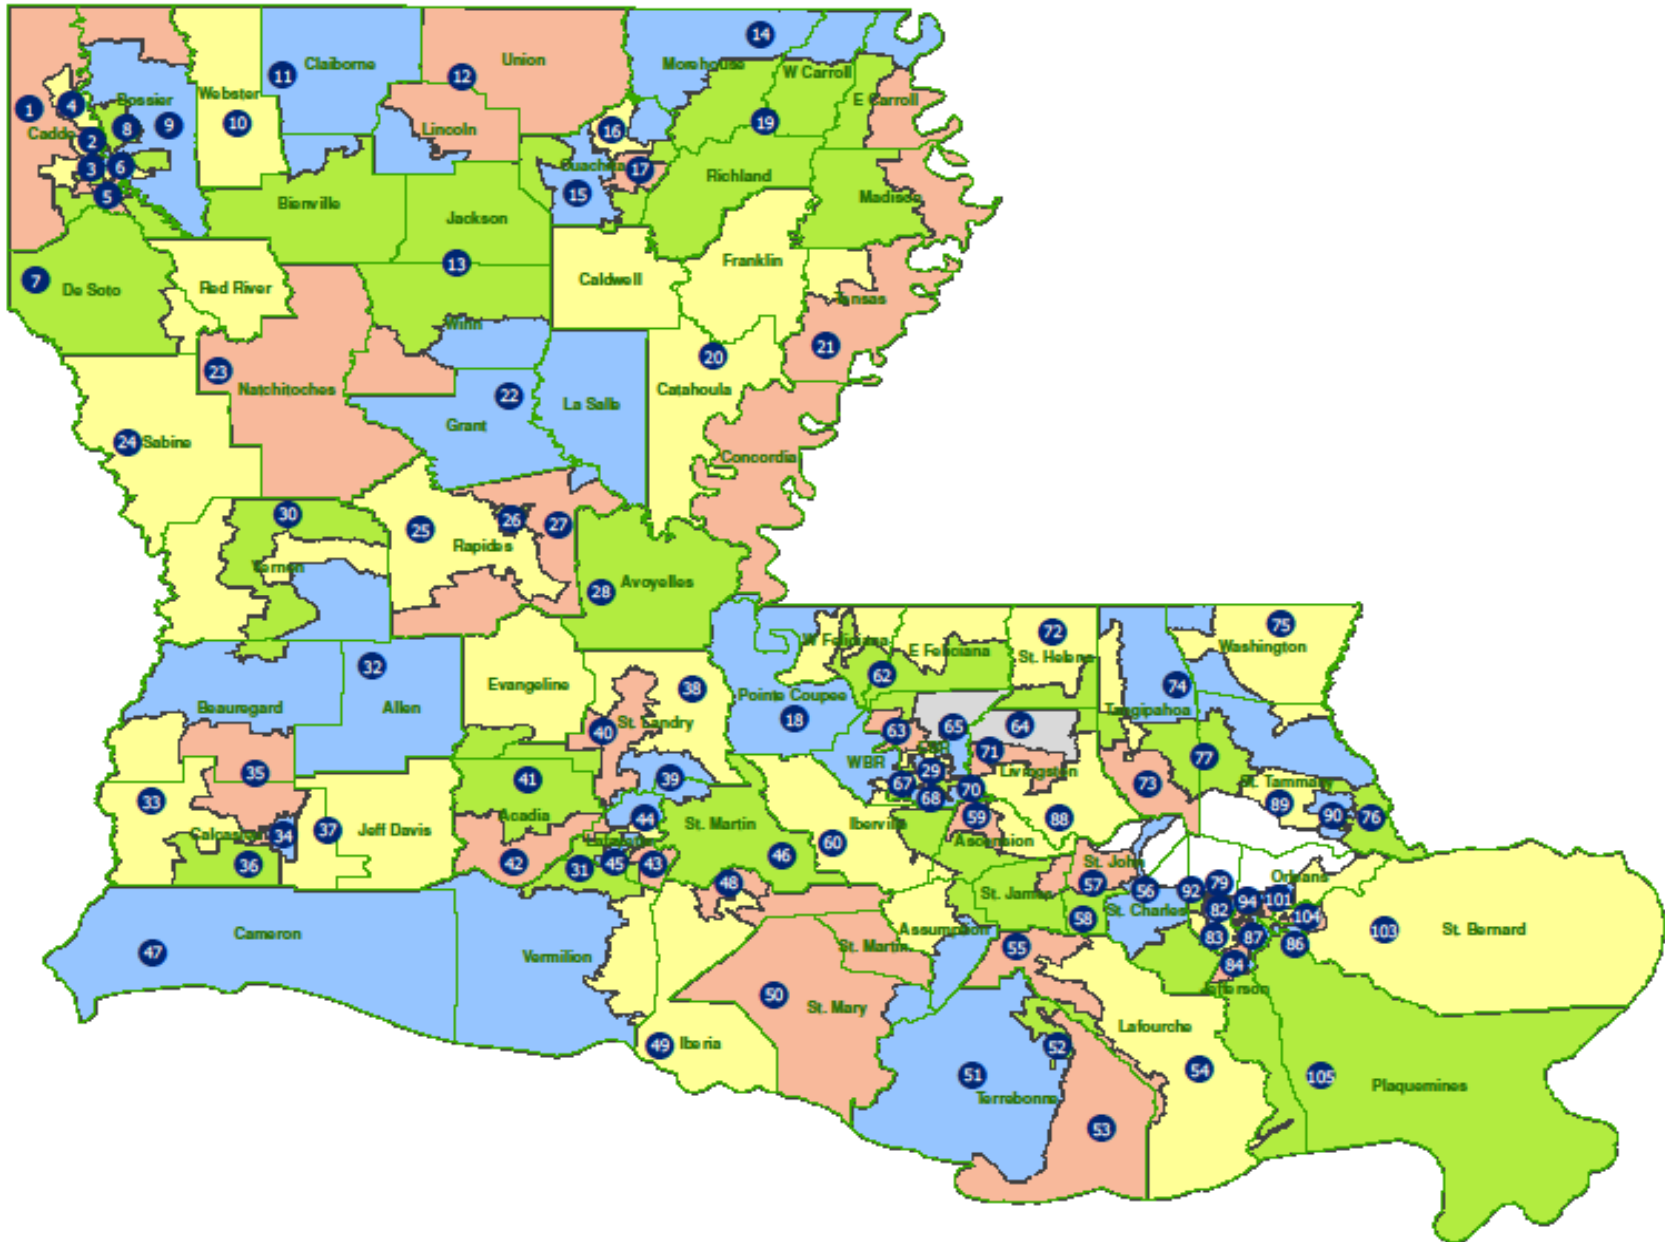 14
11 Claiborne
12
Union
Morehouse
W Carroll
1
4
Bossier
Webster
E Carroll
Caddo
2
8
9
10
Lincoln
16
19
3
6
Ouachita
17
5
15
Richland
Bienville
Jackson
Madison
13
Franklin
7
De Soto
Red River
Caldwell
Tensas
Winn
21
20
23
Natchitoches
22
La Salle
Catahoula
Grant
24 Sabine
Concordia
30
25
26
27
Rapides
Vernon
28
Avoyelles
72
75
W Feliciana
E Feliciana
St. Helena
Washington
32
62
Evangeline
38
Pointe Coupee
74
Beauregard
Allen
18
Tangipahoa
40
St. Landry
63
65
64
71
35
41
39
WBR
29
Livingston
77
33
67
70
73
St. Tammany
68
89
Acadia
44
59
88
90
76
Calcasieu
34
37
Jeff Davis
St. Martin
Iberville
60
Ascension
42
31
45
43
46
St. John
36
48
57
56
92
79
Orleans
St. James
58
St. Charles
82
94
101
104
Assumption
83
87
86
103
St. Bernard
47
Cameron
Vermilion
St. Martin
55
84
Jefferson
50
St. Mary
49 Iberia
52
Lafourche
51
Terrebonne
54
105
Plaquemines
53